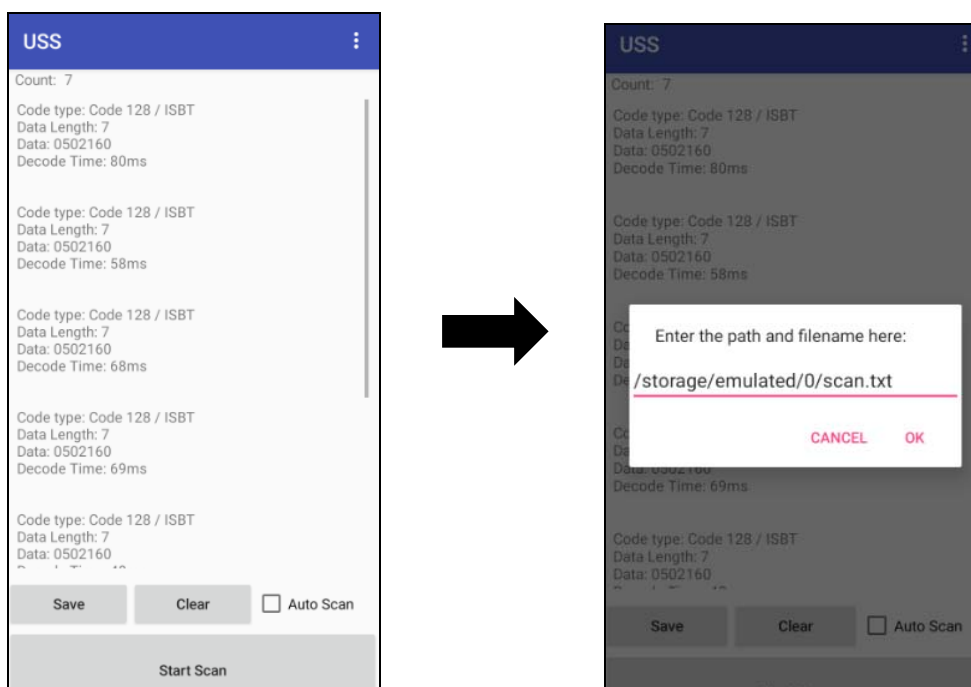 USS
Count: 7
Code type: Code 128 / ISBT
Data Length: 7
Data: 0502160
Decode Time: 80ms
Code type: Code 128 / ISBT
Data Length: 7
Data: 0502160
Decode Time: 58ms
Code type: Code 128 / ISBT
Data Length: 7
Data: 0502160
Decode Time: 68ms
Code type: Code 128 / ISBT
Data Length: 7
Data: 0502160
Decode Time: 69ms
Code type: Code 128 / ISBT
Data Length: 7
Data: 0502160
Save Clear Auto Scan
Start Scan
USS
Count: 7
Code type: Code 128 / ISBT
Data Length: 7
Data: 0502160
Decode Time: 80ms
Code type: Code 128 / ISBT
Data Length: 7
Data: 0502160
Decode Time: 58ms
Enter the path and filename here:
/storage/emulated/0/scan.txt
CANCEL OK
Data: 0502160
Decode Time: 69ms
Code type: Code 128 / ISBT
Data Length: 7
Data: 0502160
Save Clear Auto Scan